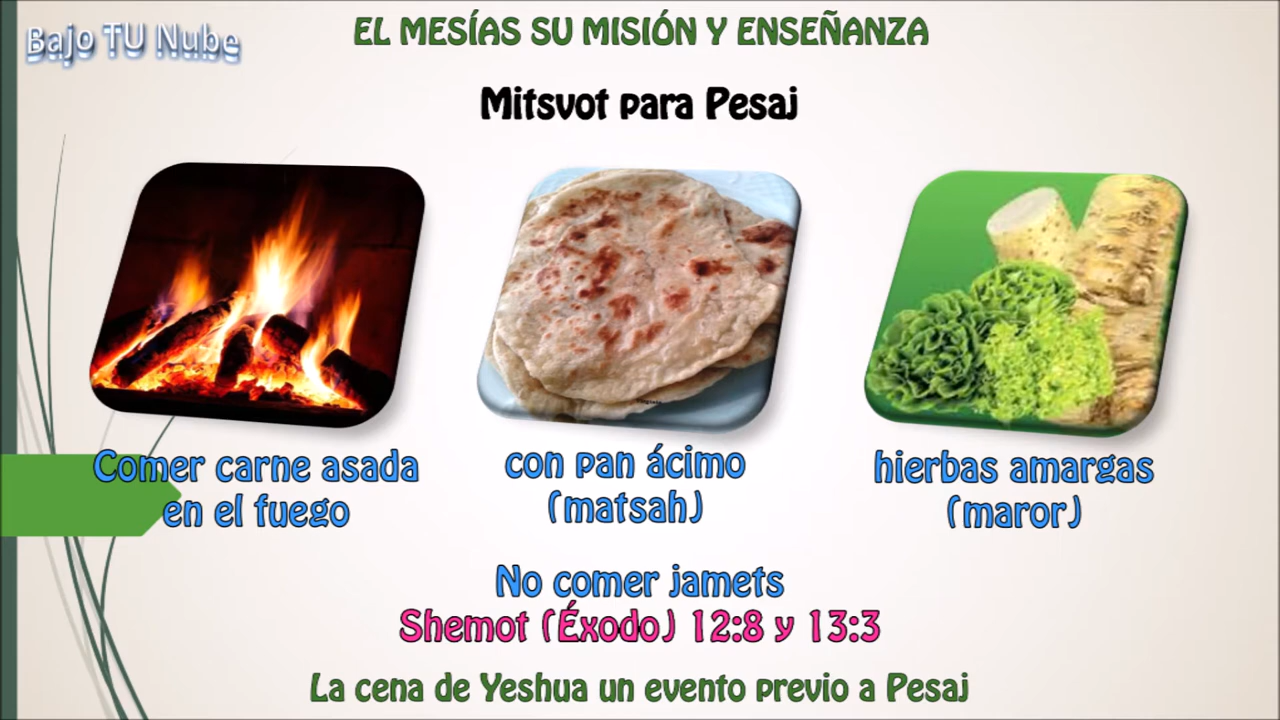 Bajo TU Nube
EL MESÍAS SU MISIÓN Y ENSEÑANZA
Mitsvot para Pesaj
Comer carne asada
en el fuego
con pan ácimo
(matsah)
hierbas amargas
(maror)
No comer jamets
Shemot (Éxodo) 12:8 y 13:3
La cena de Yeshua un evento previo a Pesaj